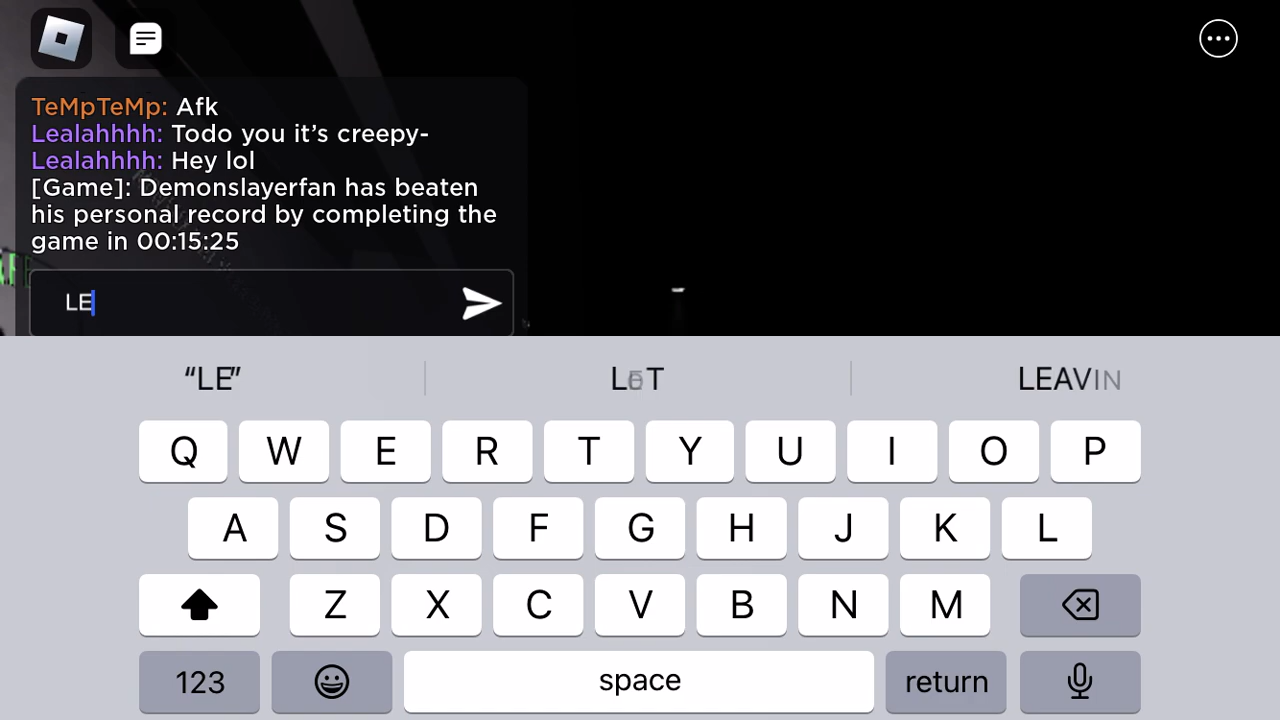 TeMpTeMp: Afk
Lealahhhh: Todo you it’s creepy-
Lealahhhh: Hey lol
[Game]: Demonslayerfan has beaten
his personal record by completing the
game in 00:15:25
LE
“LE” LEAVIN
Q W E R T Y U I O P
A S D F G H J K L
Z X C V B N M
123 space return